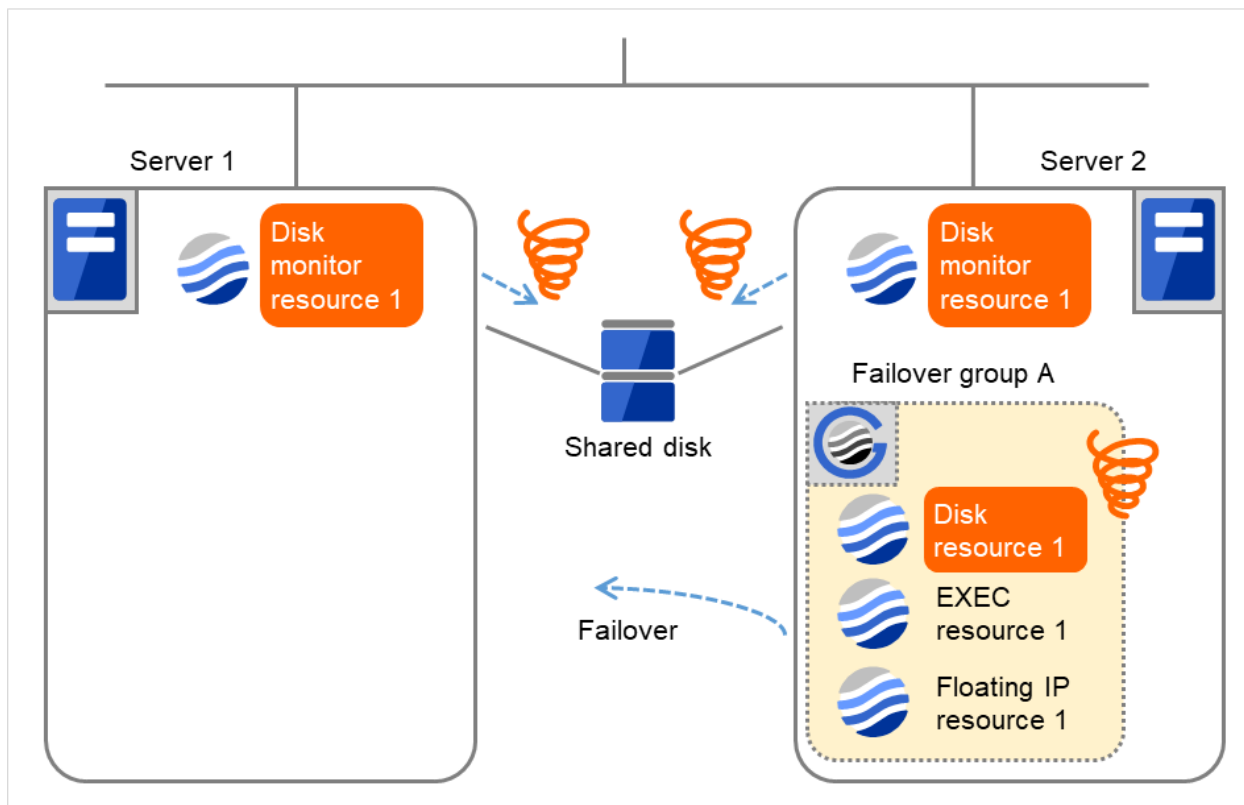 Server 1
Server 2
Disk
monitor
resource 1
Disk
monitor
resource 1
Failover group A
Shared disk
Disk
resource 1
EXEC
resource 1
Failover
Floating IP
resource 1